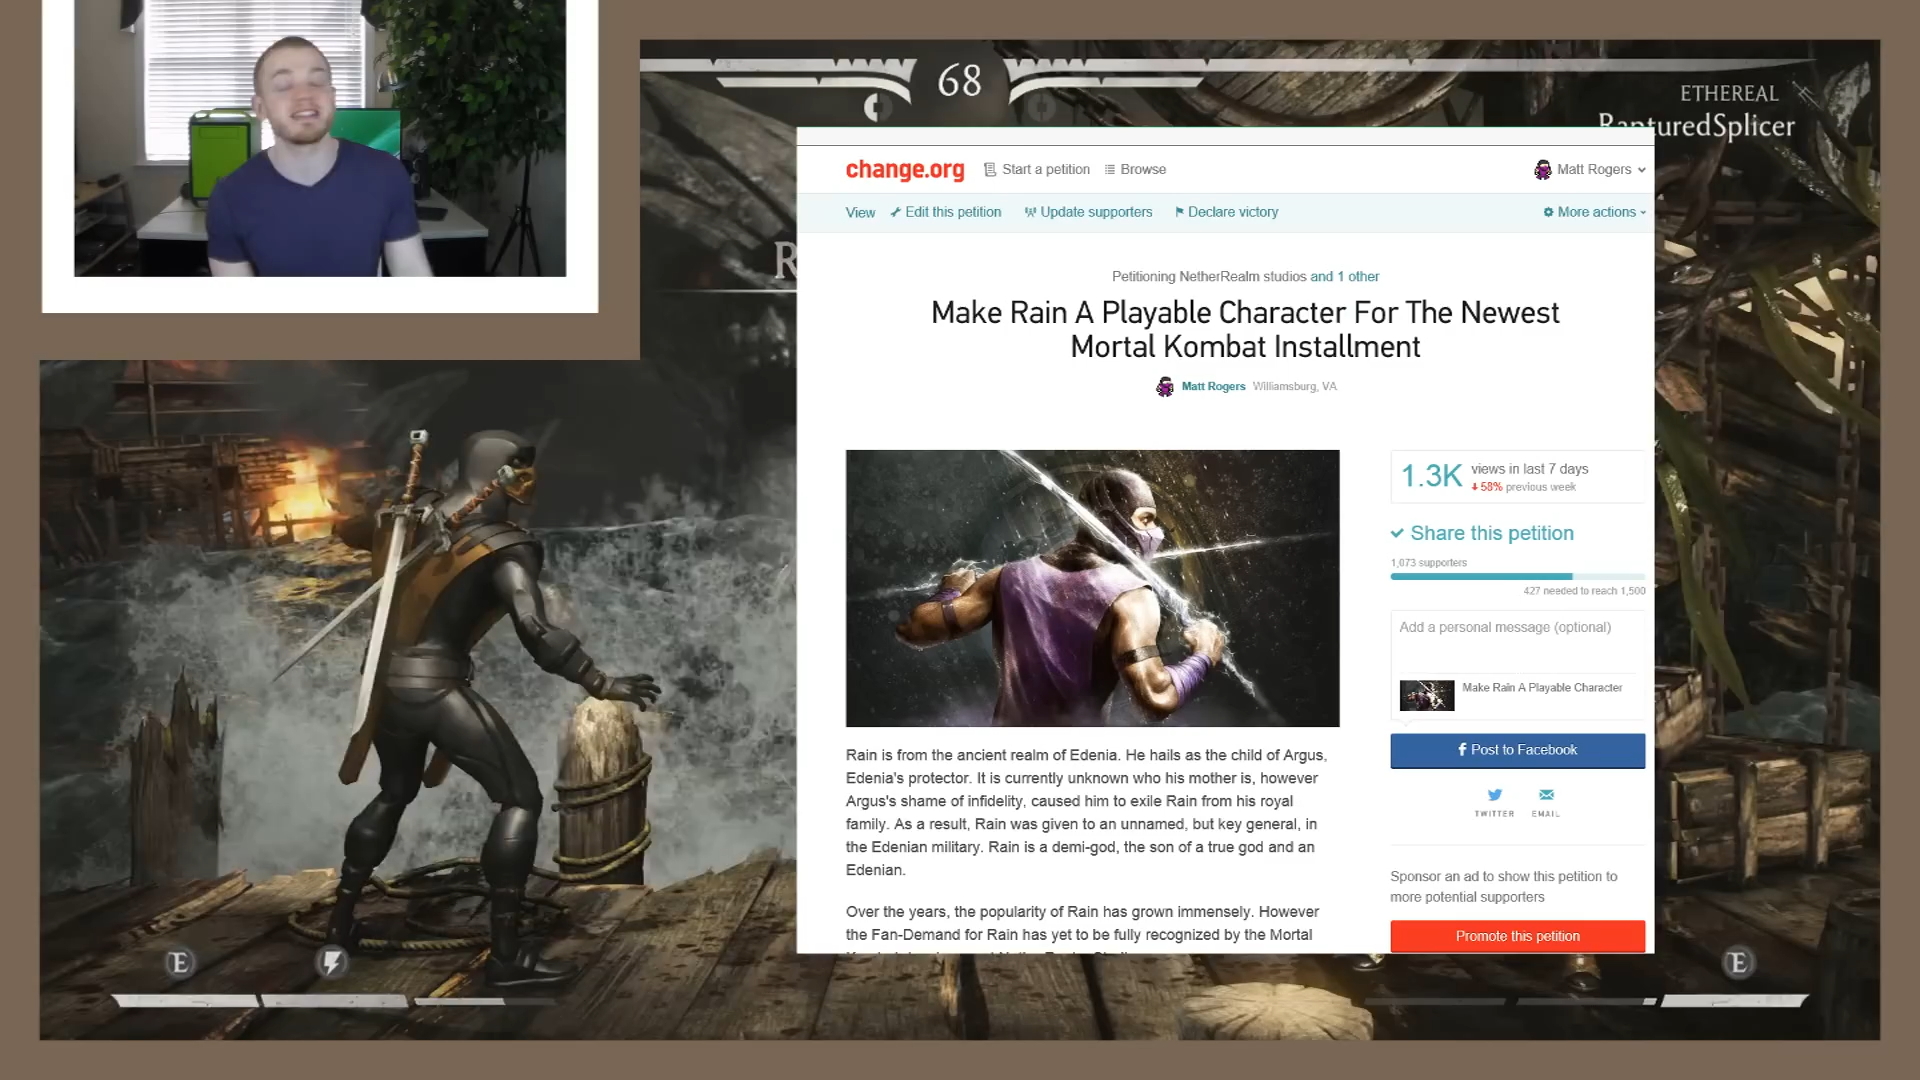 68
ETHEREAL
RapturedSplicer
change.org Start a petition Browse Matt Rogers
View Edit this petition Update supporters Declare victory More actions
Petitioning NetherRealm studios and 1 other
Make Rain A Playable Character For The Newest
Mortal Kombat Installment
Matt Rogers Williamsburg, VA
1.3K views in last 7 days
58% previous week
Share this petition
1,073 supporters
427 needed to reach 1,500
Add a personal message (optional)
Make Rain A Playable Character
f Post to Facebook
TWITTER EMAIL
Sponsor an ad to show this petition to
more potential supporters
Promote this petition
Rain is from the ancient realm of Edenia. He hails as the child of Argus,
Edenia's protector. It is currently unknown who his mother is, however
Argus's shame of infidelity, caused him to exile Rain from his royal
family. As a result, Rain was given to an unnamed, but key general, in
the Edenian military. Rain is a demi-god, the son of a true god and an
Edenian.
Over the years, the popularity of Rain has grown immensely. However
the Fan-Demand for Rain has yet to be fully recognized by the Mortal
E
E